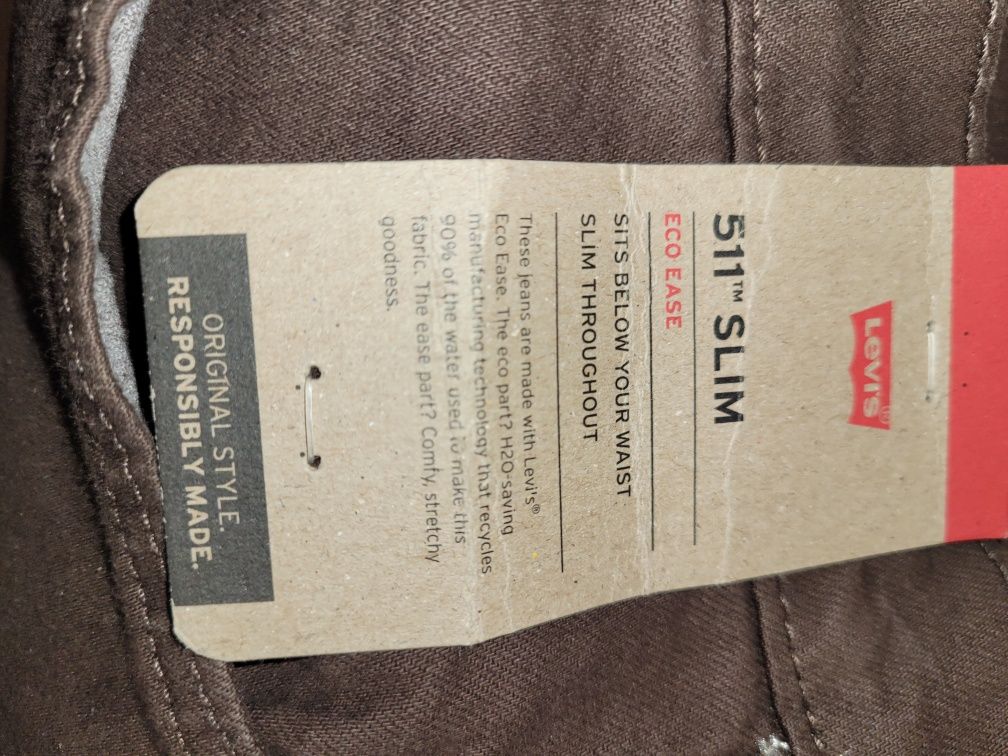 Levi's®
511™ SLIM
ECO EASE
SITS BELOW YOUR WAIST
SLIM THROUGHOUT
These jeans are made with Levi's®
Eco Ease. The eco part? H2O-saving
manufacturing technology that recycles
90% of the water used to make this
fabric. The ease part? Comfy, stretchy
goodness.
ORIGINAL STYLE.
RESPONSIBLY MADE.